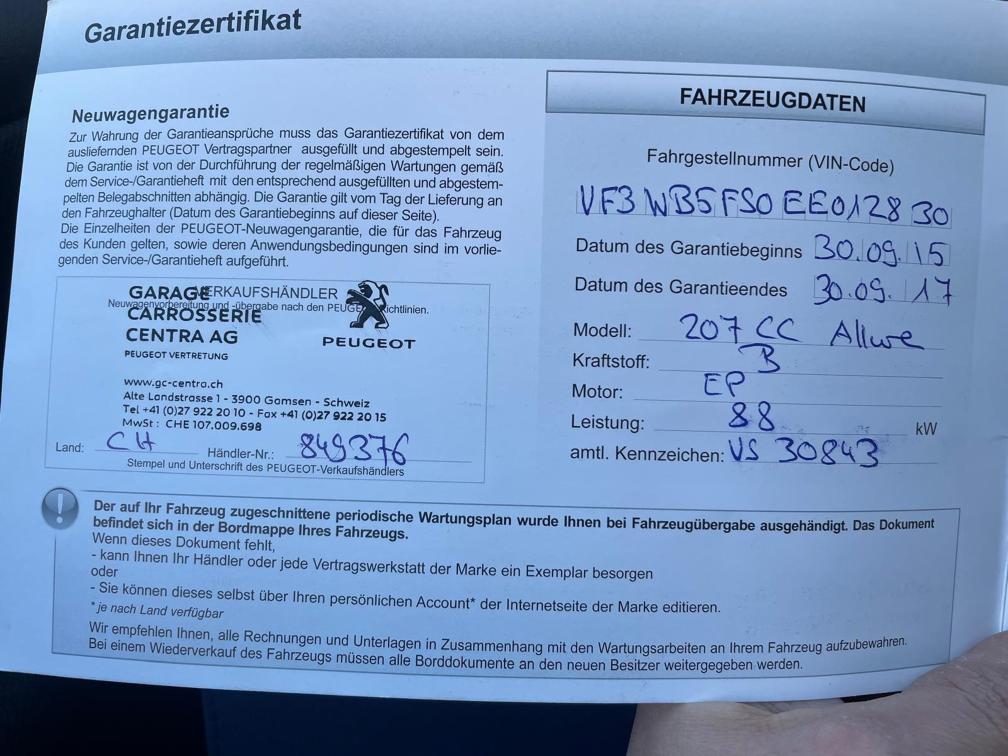 Garantiezertifikat
Neuwagengarantie
Zur Wahrung der Garantieansprüche muss das Garantiezertifikat von dem
ausliefernden PEUGEOT Vertragspartner ausgefüllt und abgestempelt sein.
Die Garantie ist von der Durchführung der regelmäßigen Wartungen gemäß
dem Service-/Garantieheft mit den entsprechend ausgefüllten und abgestem-
pelten Belegabschnitten abhängig. Die Garantie gilt vom Tag der Lieferung an
den Fahrzeughalter (Datum des Garantiebeginns auf dieser Seite).
Die Einzelheiten der PEUGEOT-Neuwagengarantie, die für das Fahrzeug
des Kunden gelten, sowie deren Anwendungsbedingungen sind im vorlie-
genden Service-/Garantieheft aufgeführt.
GARAGE VERKAUFSHÄNDLER
Neuwagenvorbereitung und -übergabe nach den PEUGEOT Richtlinien.
CARROSSERIE
CENTRA AG
PEUGEOT VERTRETUNG
PEUGEOT
www.gc-centra.ch
Alte Landstrasse 1 - 3900 Gamsen - Schweiz
Tel +41 (0)27 922 20 10 - Fax +41 (0)27 922 20 15
MwSt : CHE 107.009.698
Land: CH Händler-Nr.: 849376
Stempel und Unterschrift des PEUGEOT-Verkaufshändlers
FAHRZEUGDATEN
Fahrgestellnummer (VIN-Code)
VF3WB5FS0EE012830
Datum des Garantiebeginns 30.09.15
Datum des Garantieendes 30.09.17
Modell: 207 CC Allure
Kraftstoff: B
Motor: EP
Leistung: 88 kW
amtl. Kennzeichen: VS 30843
Der auf Ihr Fahrzeug zugeschnittene periodische Wartungsplan wurde Ihnen bei Fahrzeugübergabe ausgehändigt. Das Dokument
befindet sich in der Bordmappe Ihres Fahrzeugs.
Wenn dieses Dokument fehlt,
- kann Ihnen Ihr Händler oder jede Vertragswerkstatt der Marke ein Exemplar besorgen
oder
- Sie können dieses selbst über Ihren persönlichen Account* der Internetseite der Marke editieren.
* je nach Land verfügbar
Wir empfehlen Ihnen, alle Rechnungen und Unterlagen in Zusammenhang mit den Wartungsarbeiten an Ihrem Fahrzeug aufzubewahren.
Bei einem Wiederverkauf des Fahrzeugs müssen alle Borddokumente an den neuen Besitzer weitergegeben werden.